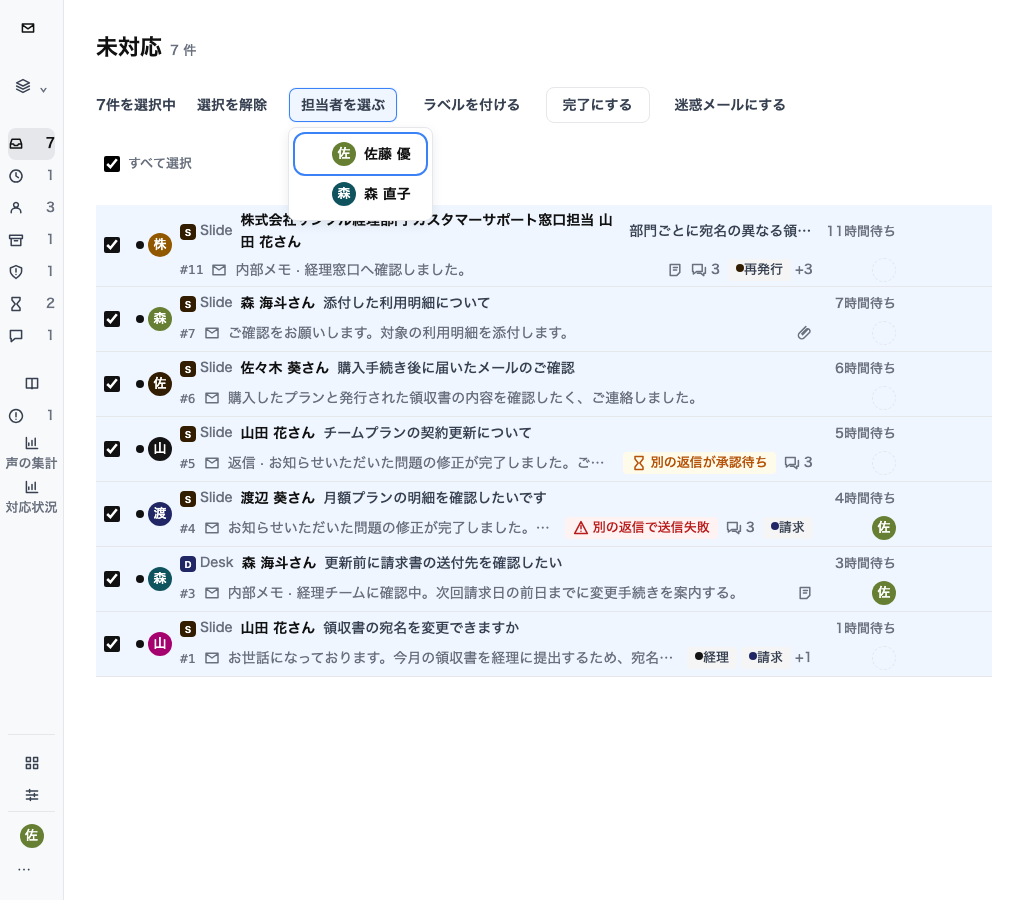 未対応 7 件
7件を選択中 選択を解除 担当者を選ぶ ラベルを付ける 完了にする 迷惑メールにする
佐 佐藤 優
森 森 直子
すべて選択
7
1
3
1
1
2
1
1
声の集計
対応状況
佐
…
株 S Slide 株式会社サンプル経理部門カスタマーサポート窓口担当 山田 花さん 部門ごとに宛名の異なる領… 11時間待ち
#11 内部メモ · 経理窓口へ確認しました。 3 再発行 +3
森 S Slide 森 海斗さん 添付した利用明細について 7時間待ち
#7 ご確認をお願いします。対象の利用明細を添付します。
佐 S Slide 佐々木 葵さん 購入手続き後に届いたメールのご確認 6時間待ち
#6 購入したプランと発行された領収書の内容を確認したく、ご連絡しました。
山 S Slide 山田 花さん チームプランの契約更新について 5時間待ち
#5 返信 · お知らせいただいた問題の修正が完了しました。ご… 別の返信が承認待ち 3
渡 S Slide 渡辺 葵さん 月額プランの明細を確認したいです 4時間待ち
#4 お知らせいただいた問題の修正が完了しました。… 別の返信で送信失敗 3 請求 佐
森 D Desk 森 海斗さん 更新前に請求書の送付先を確認したい 3時間待ち
#3 内部メモ · 経理チームに確認中。次回請求日の前日までに変更手続きを案内する。 佐
山 S Slide 山田 花さん 領収書の宛名を変更できますか 1時間待ち
#1 お世話になっております。今月の領収書を経理に提出するため、宛名… 経理 請求 +1